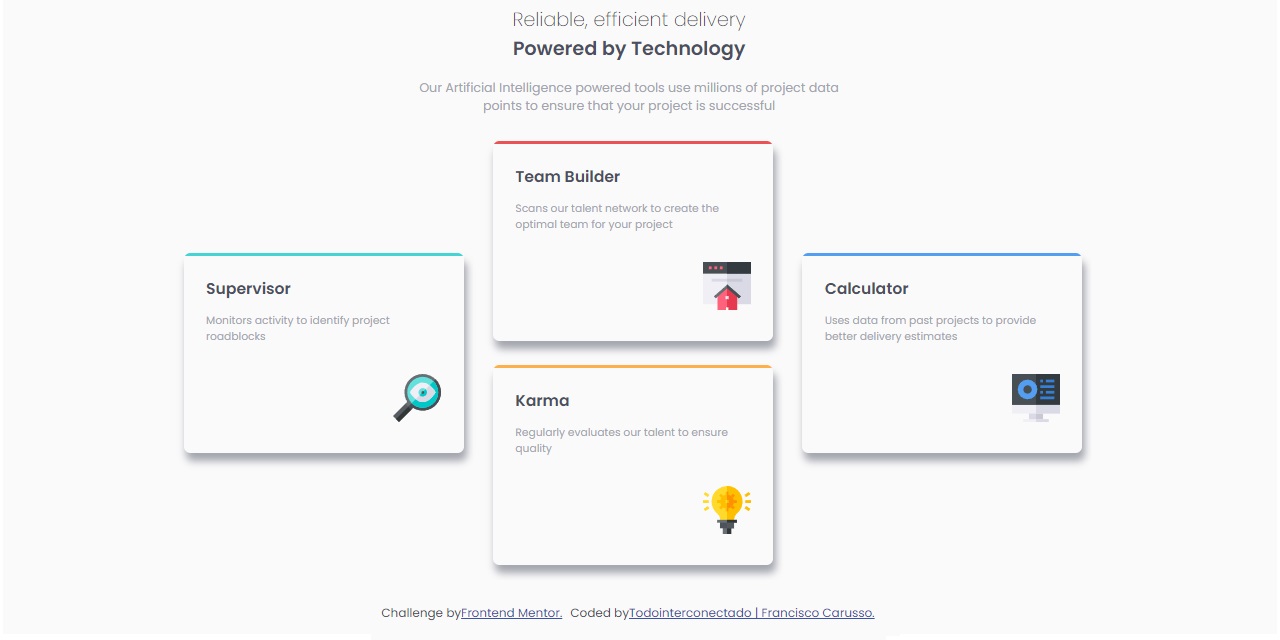 Reliable, efficient delivery
Powered by Technology
Our Artificial Intelligence powered tools use millions of project data
points to ensure that your project is successful
Team Builder
Scans our talent network to create the
optimal team for your project
Supervisor
Monitors activity to identify project
roadblocks
Calculator
Uses data from past projects to provide
better delivery estimates
Karma
Regularly evaluates our talent to ensure
quality
Challenge byFrontend Mentor. Coded byTodointerconectado | Francisco Carusso.